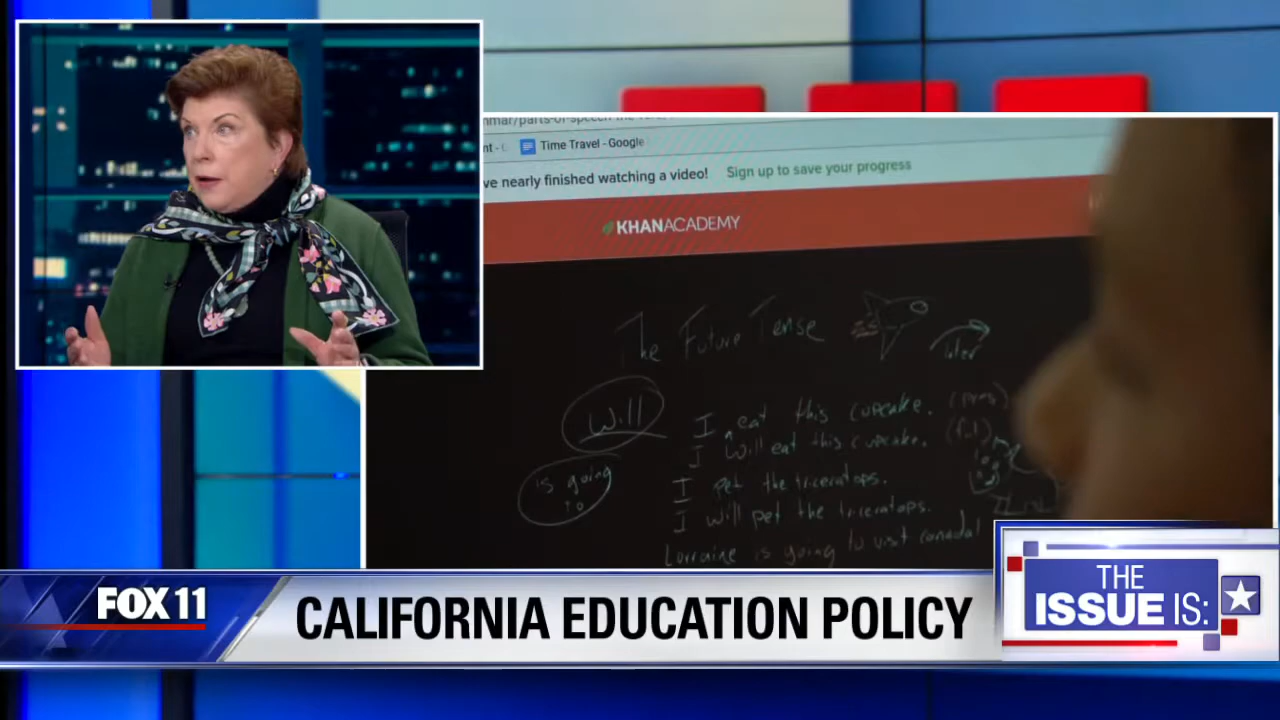 Time Travel - Google
ve nearly finished watching a video! Sign up to save your progress
KHANACADEMY
The Future Tense
later
will
I eat this cupcake. (pres)
I will eat this cupcake. (fut)
is going to
I pet the triceratops.
I will pet the triceratops.
Lorraine is going to visit
FOX 11
CALIFORNIA EDUCATION POLICY
THE
ISSUE IS: